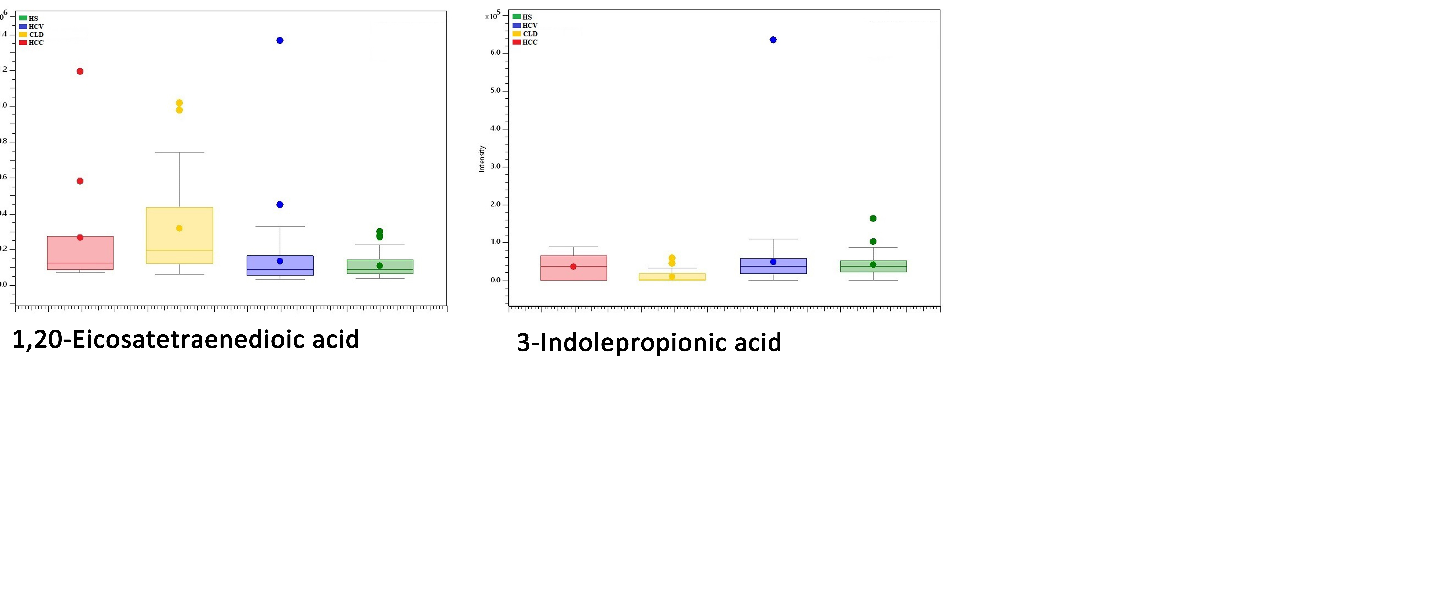 HS
HCV
CLD
HCC
1,20-Eicosatetraenedioic acid
x10⁵
HS
HCV
CLD
HCC
6.0
5.0
4.0
3.0
2.0
1.0
0.0
Intensity
3-Indolepropionic acid